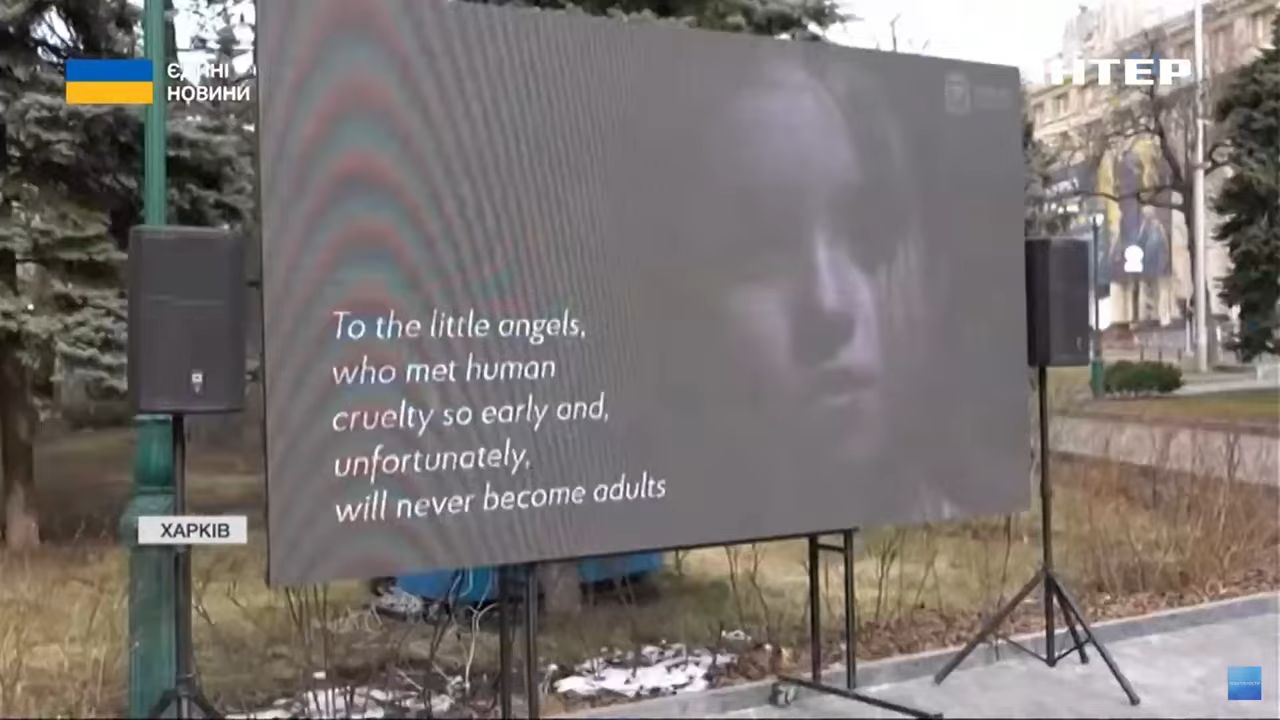 ЄДИНІ
НОВИНИ
ІНТЕР
To the little angels,
who met human
cruelty so early and,
unfortunately,
will never become adults
ХАРКІВ